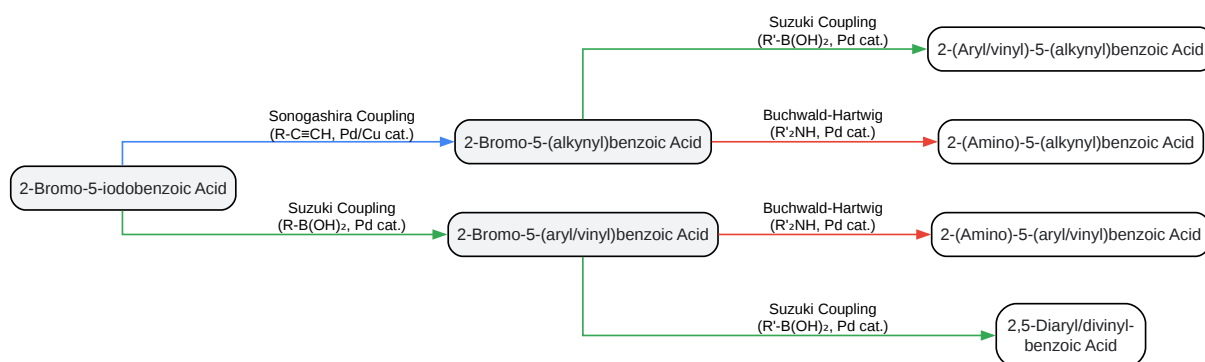 Suzuki Coupling
(R'-B(OH)₂, Pd cat.)
2-(Aryl/vinyl)-5-(alkynyl)benzoic Acid
Sonogashira Coupling
(R-C≡CH, Pd/Cu cat.)
2-Bromo-5-(alkynyl)benzoic Acid
Buchwald-Hartwig
(R'₂NH, Pd cat.)
2-(Amino)-5-(alkynyl)benzoic Acid
2-Bromo-5-iodobenzoic Acid
Suzuki Coupling
(R-B(OH)₂, Pd cat.)
2-Bromo-5-(aryl/vinyl)benzoic Acid
Buchwald-Hartwig
(R'₂NH, Pd cat.)
2-(Amino)-5-(aryl/vinyl)benzoic Acid
Suzuki Coupling
(R'-B(OH)₂, Pd cat.)
2,5-Diaryl/divinyl-
benzoic Acid